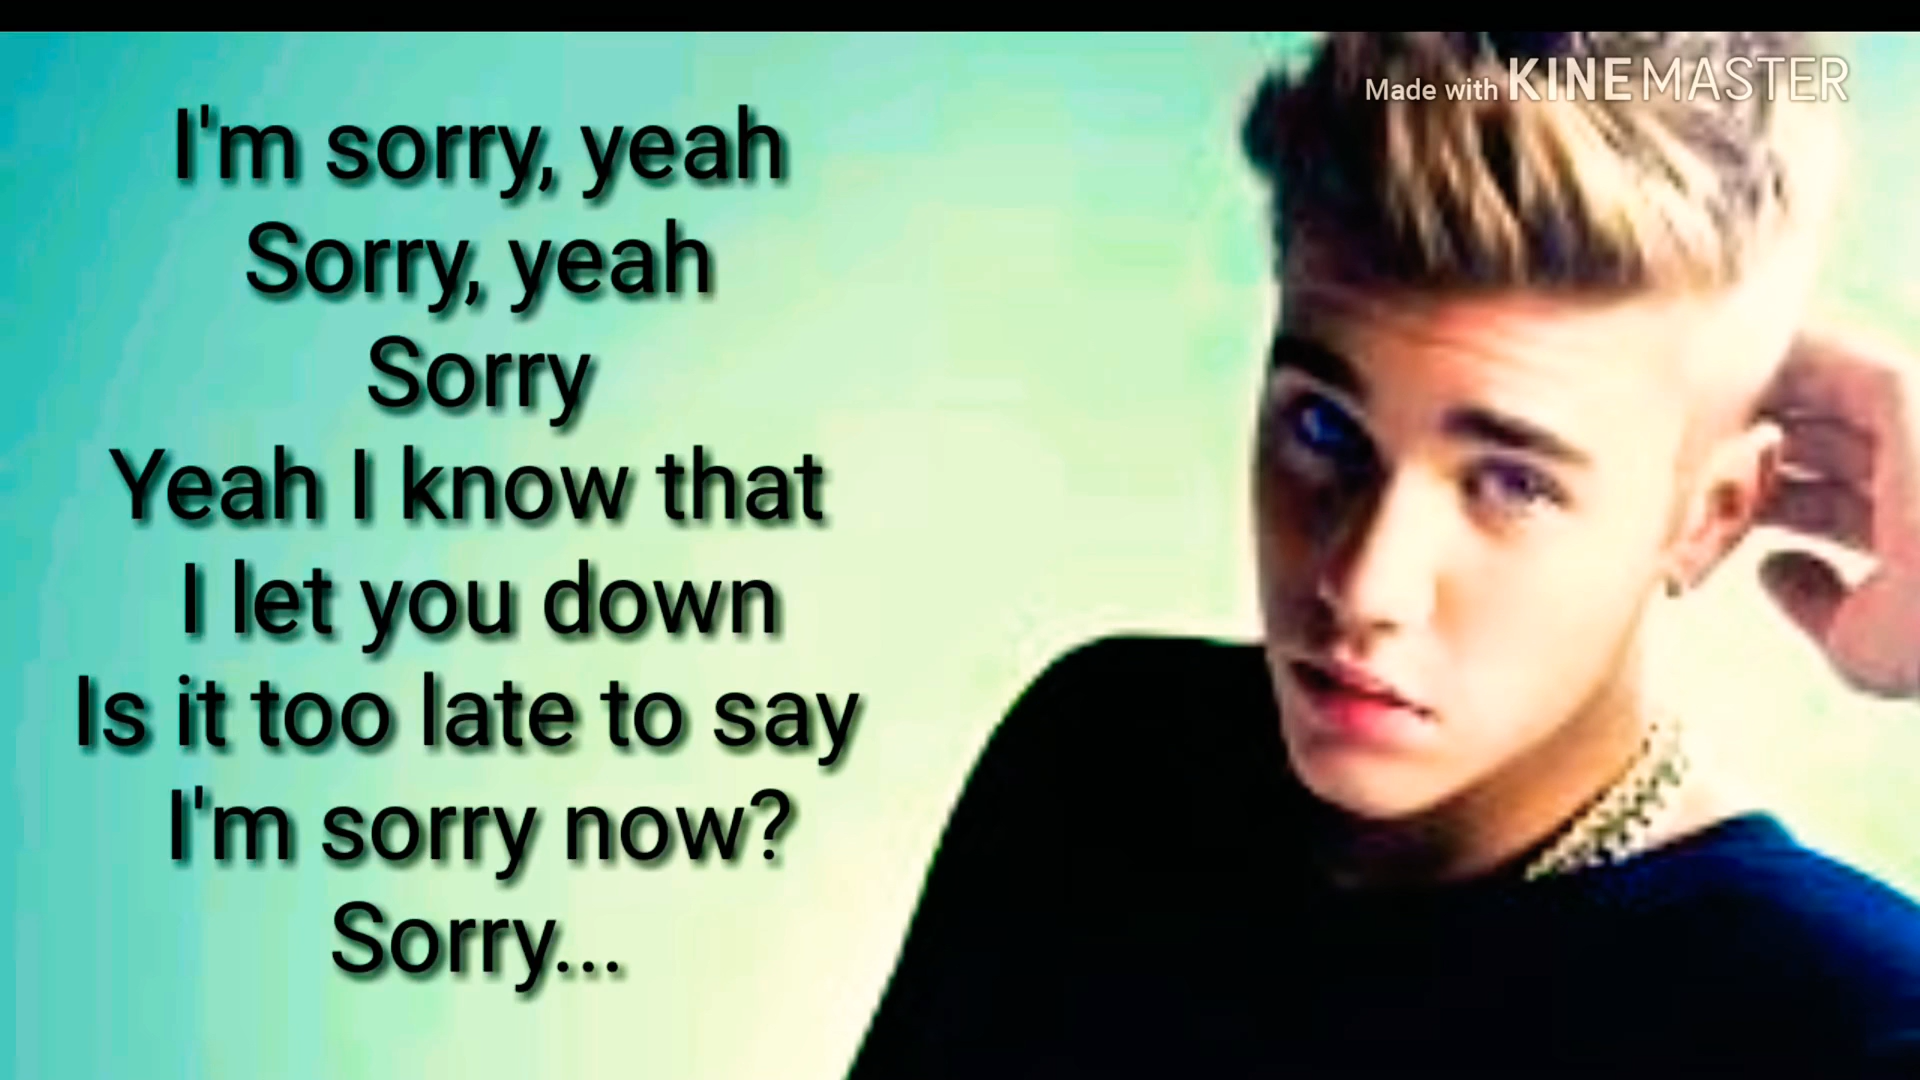 Made with KINEMASTER
I'm sorry, yeah
Sorry, yeah
Sorry
Yeah I know that
I let you down
Is it too late to say
I'm sorry now?
Sorry...